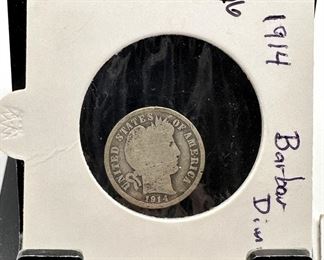 1914
Barber
Dim
UNITED STATES OF AMERICA
1914